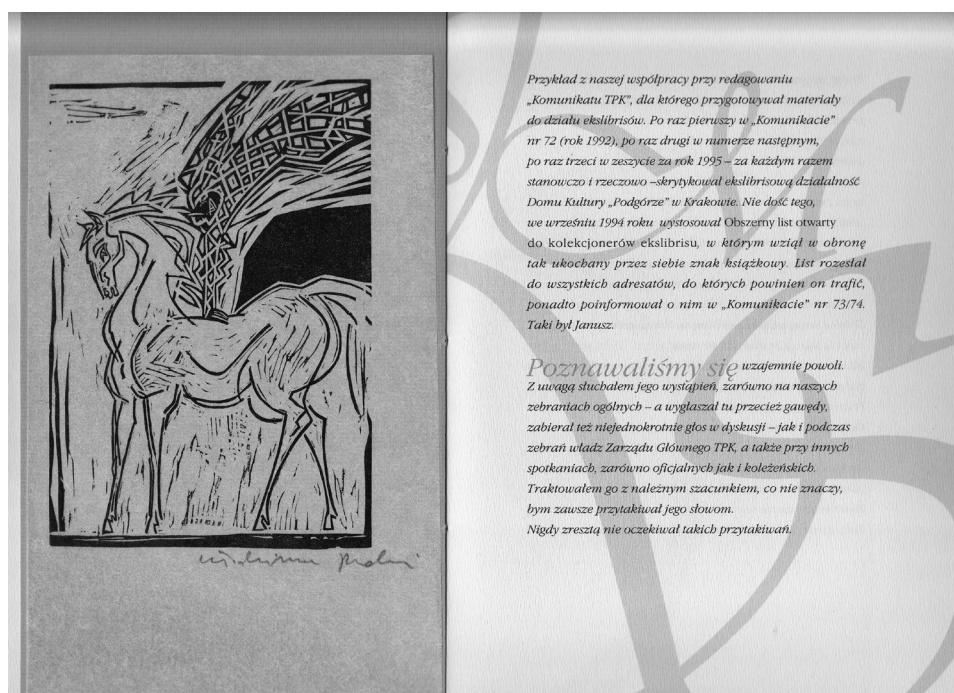 Przykład z naszej współpracy przy redagowaniu
„Komunikatu TPK”, dla którego przygotowywał materiały
do działu ekslibrisów. Po raz pierwszy w „Komunikacie”
nr 72 (rok 1992), po raz drugi w numerze następnym,
po raz trzeci w zeszycie za rok 1995 – za każdym razem
stanowczo i rzeczowo –skrytykował ekslibrisową działalność
Domu Kultury „Podgórze” w Krakowie. Nie dość tego,
we wrześniu 1994 roku wystosował Obszerny list otwarty
do kolekcjonerów ekslibrisu, w którym wziął w obronę
tak ukochany przez siebie znak książkowy. List rozesłał
do wszystkich adresatów, do których powinien on trafić,
ponadto poinformował o nim w „Komunikacie” nr 73/74.
Taki był Janusz.
Poznawaliśmy się wzajemnie powoli.
Z uwagą słuchałem jego wystąpień, zarówno na naszych
zebraniach ogólnych – a wygłaszał tu przecież gawędy,
zabierał też niejednokrotnie głos w dyskusji – jak i podczas
zebrań władz Zarządu Głównego TPK, a także przy innych
spotkaniach, zarówno oficjalnych jak i koleżeńskich.
Traktowałem go z należnym szacunkiem, co nie znaczy,
bym zawsze przytakiwał jego słowom.
Nigdy zresztą nie oczekiwał takich przytakiwań.